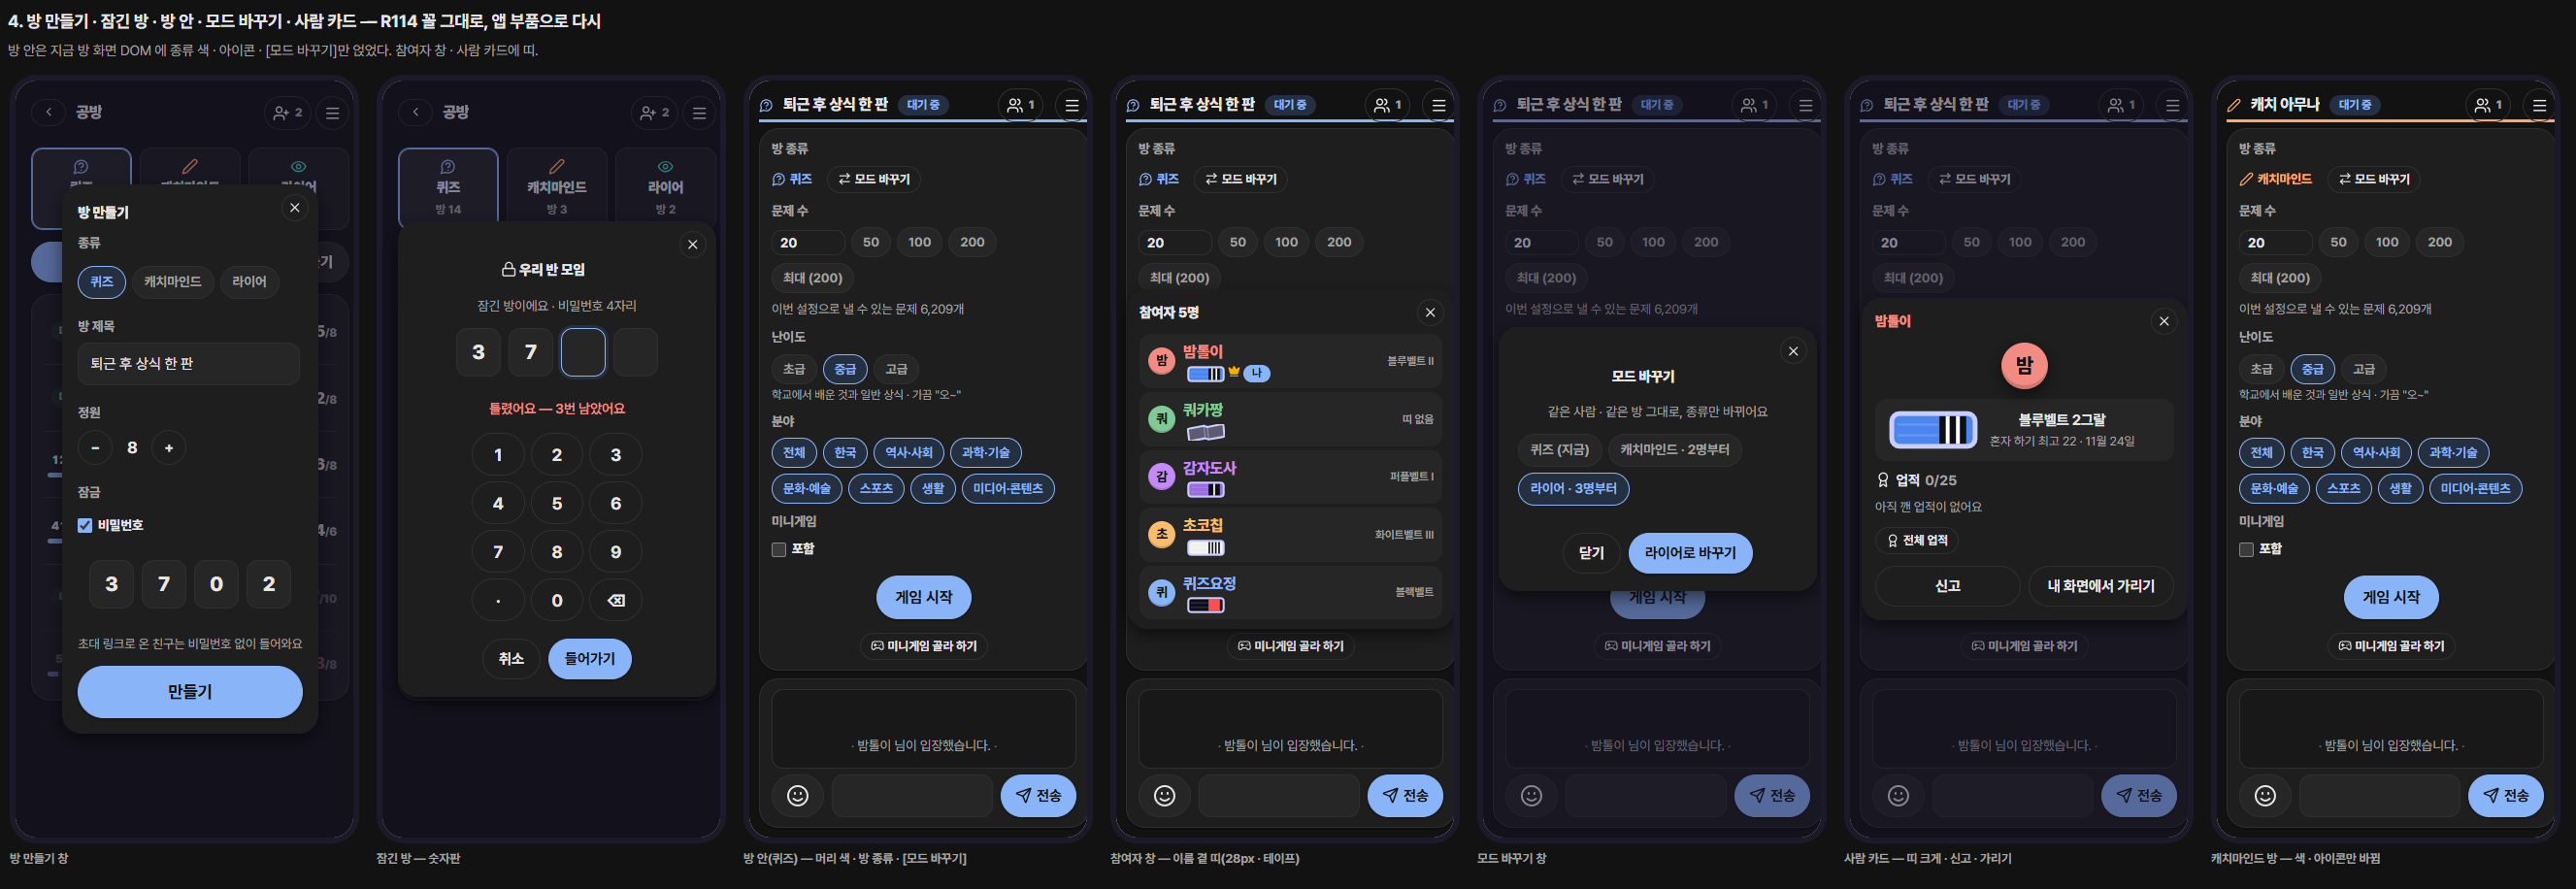 4. 방 만들기 · 잠긴 방 · 방 안 · 모드 바꾸기 · 사람 카드 — R114 꼴 그대로, 앱 부품으로 다시
방 안은 지금 방 화면 DOM 에 종류 색 · 아이콘 · [모드 바꾸기]만 얹었다. 참여자 창 · 사람 카드에 띠.
공방
2
방 만들기
종류
퀴즈
캐치마인드
라이어
방 제목
퇴근 후 상식 한 판
정원
8
잠금
비밀번호
3 7 0 2
초대 링크로 온 친구는 비밀번호 없이 들어와요
만들기
방 만들기 창
공방
2
퀴즈
방 14
캐치마인드
방 3
라이어
방 2
우리 반 모임
잠긴 방이에요 · 비밀번호 4자리
3 7
틀렸어요 — 3번 남았어요
1 2 3
4 5 6
7 8 9
· 0
취소
들어가기
잠긴 방 — 숫자판
퇴근 후 상식 한 판
대기 중
1
방 종류
퀴즈
모드 바꾸기
문제 수
20 50 100 200
최대 (200)
이번 설정으로 낼 수 있는 문제 6,209개
난이도
초급 중급 고급
학교에서 배운 것과 일반 상식 · 가끔 "오~"
분야
전체 한국 역사·사회 과학·기술
문화·예술 스포츠 생활 미디어·콘텐츠
미니게임
포함
게임 시작
미니게임 골라 하기
· 밤톨이 님이 입장했습니다. ·
전송
방 안(퀴즈) — 머리 색 · 방 종류 · [모드 바꾸기]
퇴근 후 상식 한 판
대기 중
1
방 종류
퀴즈
모드 바꾸기
문제 수
20 50 100 200
최대 (200)
참여자 5명
밤
밤톨이
나
블루벨트 II
쿼
쿼카짱
띠 없음
감
감자도사
퍼플벨트 I
초
초코칩
화이트벨트 III
퀴
퀴즈요정
블랙벨트
미니게임 골라 하기
· 밤톨이 님이 입장했습니다. ·
전송
참여자 창 — 이름 곁 띠(28px · 테이프)
퇴근 후 상식 한 판
대기 중
1
방 종류
퀴즈
모드 바꾸기
문제 수
20 50 100 200
최대 (200)
이번 설정으로 낼 수 있는 문제 6,209개
모드 바꾸기
같은 사람 · 같은 방 그대로, 종류만 바뀌어요
퀴즈 (지금)
캐치마인드 · 2명부터
라이어 · 3명부터
닫기
라이어로 바꾸기
게임 시작
미니게임 골라 하기
· 밤톨이 님이 입장했습니다. ·
전송
모드 바꾸기 창
퇴근 후 상식 한 판
대기 중
1
방 종류
퀴즈
모드 바꾸기
문제 수
20 50 100 200
최대 (200)
밤톨이
밤
블루벨트 2그랄
혼자 하기 최고 22 · 11월 24일
업적 0/25
아직 깬 업적이 없어요
전체 업적
신고
내 화면에서 가리기
미니게임 골라 하기
· 밤톨이 님이 입장했습니다. ·
전송
사람 카드 — 띠 크게 · 신고 · 가리기
캐치 아무나
대기 중
1
방 종류
캐치마인드
모드 바꾸기
문제 수
20 50 100 200
최대 (200)
이번 설정으로 낼 수 있는 문제 6,209개
난이도
초급 중급 고급
학교에서 배운 것과 일반 상식 · 가끔 "오~"
분야
전체 한국 역사·사회 과학·기술
문화·예술 스포츠 생활 미디어·콘텐츠
미니게임
포함
게임 시작
미니게임 골라 하기
· 밤톨이 님이 입장했습니다. ·
전송
캐치마인드 방 — 색 · 아이콘만 바뀜